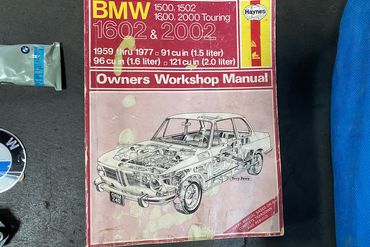 BMW
1500. 1502
1600. 2000 Touring
1602 & 2002
Haynes
1959 thru 1977 □ 91 cu in (1.5 liter)
96 cu in (1.6 liter) □ 121 cu in (2.0 liter)
Owners Workshop Manual
BMW